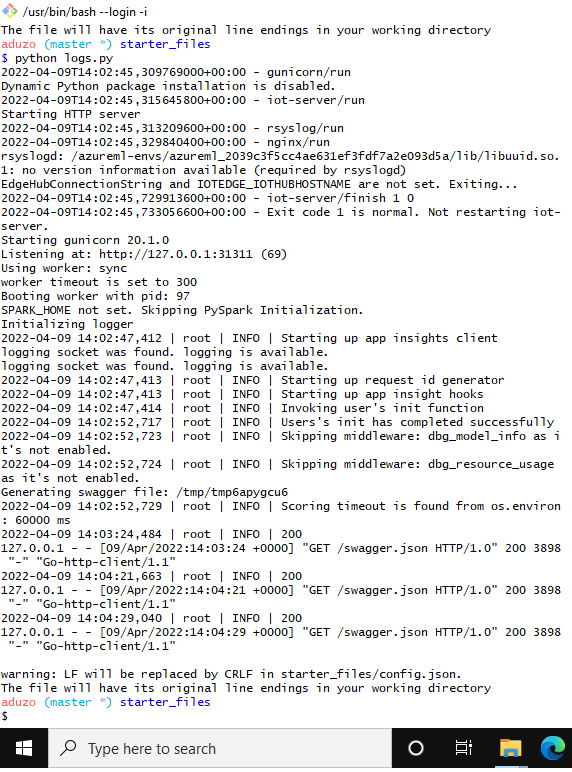 /usr/bin/bash --login -i
The file will have its original line endings in your working directory
aduzo (master *) starter_files
$ python logs.py
2022-04-09T14:02:45,309769000+00:00 - gunicorn/run
Dynamic Python package installation is disabled.
2022-04-09T14:02:45,315645800+00:00 - iot-server/run
Starting HTTP server
2022-04-09T14:02:45,313209600+00:00 - rsyslog/run
2022-04-09T14:02:45,329840400+00:00 - nginx/run
rsyslogd: /azureml-envs/azureml_2039c3f5cc4ae631ef3fdf7a2e093d5a/lib/libuuid.so.
1: no version information available (required by rsyslogd)
EdgeHubConnectionString and IOTEDGE_IOTHUBHOSTNAME are not set. Exiting...
2022-04-09T14:02:45,729913600+00:00 - iot-server/finish 1 0
2022-04-09T14:02:45,733056600+00:00 - Exit code 1 is normal. Not restarting iot-
server.
Starting gunicorn 20.1.0
Listening at: http://127.0.0.1:31311 (69)
Using worker: sync
worker timeout is set to 300
Booting worker with pid: 97
SPARK_HOME not set. Skipping PySpark Initialization.
Initializing logger
2022-04-09 14:02:47,412 | root | INFO | Starting up app insights client
logging socket was found. logging is available.
logging socket was found. logging is available.
2022-04-09 14:02:47,413 | root | INFO | Starting up request id generator
2022-04-09 14:02:47,413 | root | INFO | Starting up app insight hooks
2022-04-09 14:02:47,414 | root | INFO | Invoking user's init function
2022-04-09 14:02:52,717 | root | INFO | Users's init has completed successfully
2022-04-09 14:02:52,723 | root | INFO | Skipping middleware: dbg_model_info as i
t's not enabled.
2022-04-09 14:02:52,724 | root | INFO | Skipping middleware: dbg_resource_usage
as it's not enabled.
Generating swagger file: /tmp/tmp6apygcu6
2022-04-09 14:02:52,729 | root | INFO | Scoring timeout is found from os.environ
: 60000 ms
2022-04-09 14:03:24,484 | root | INFO | 200
127.0.0.1 - - [09/Apr/2022:14:03:24 +0000] "GET /swagger.json HTTP/1.0" 200 3898
"-" "Go-http-client/1.1"
2022-04-09 14:04:21,663 | root | INFO | 200
127.0.0.1 - - [09/Apr/2022:14:04:21 +0000] "GET /swagger.json HTTP/1.0" 200 3898
"-" "Go-http-client/1.1"
2022-04-09 14:04:29,040 | root | INFO | 200
127.0.0.1 - - [09/Apr/2022:14:04:29 +0000] "GET /swagger.json HTTP/1.0" 200 3898
"-" "Go-http-client/1.1"
warning: LF will be replaced by CRLF in starter_files/config.json.
The file will have its original line endings in your working directory
aduzo (master *) starter_files
$
Type here to search